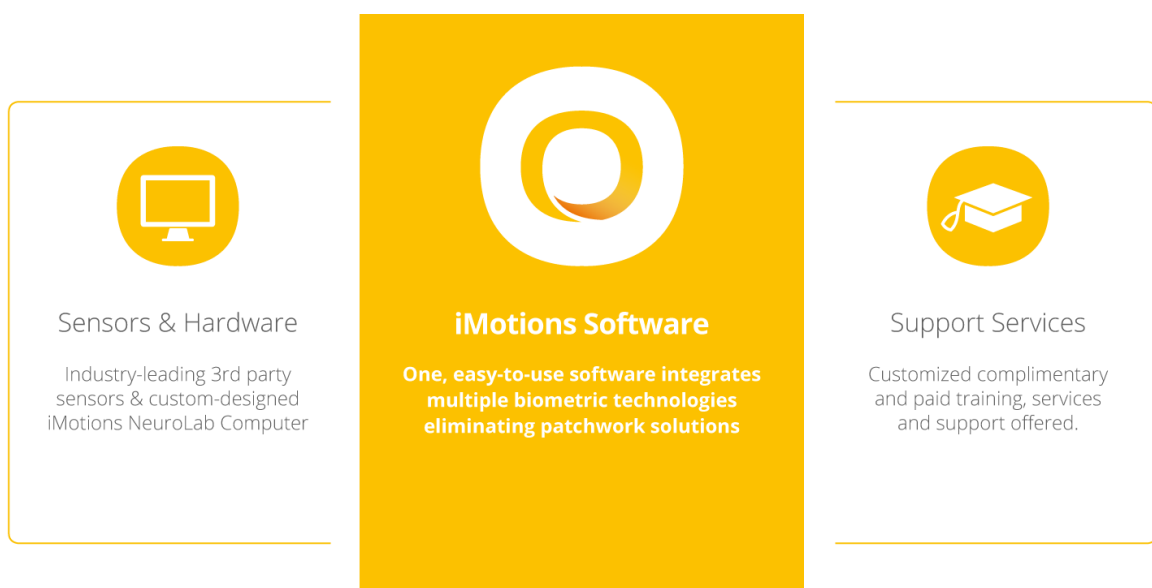 Sensors & Hardware
Industry-leading 3rd party
sensors & custom-designed
iMotions NeuroLab Computer
iMotions Software
One, easy-to-use software integrates
multiple biometric technologies
eliminating patchwork solutions
Support Services
Customized complimentary
and paid training, services
and support offered.